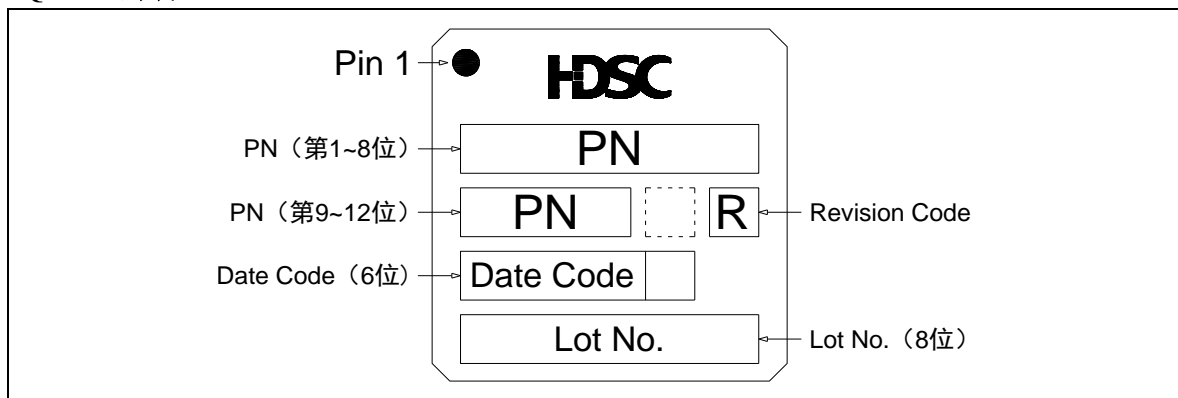 Pin 1
HDSC
PN（第1~8位）
PN
PN（第9~12位）
PN
R
Revision Code
Date Code（6位）
Date Code
Lot No.
Lot No.（8位）